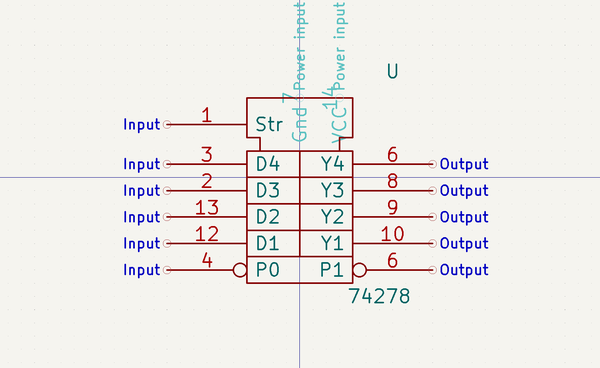 7 Power input
14 Power input
Gnd
VCC
U
Input 1 Str
Input 3 D4 Y4 6 Output
Input 2 D3 Y3 8 Output
Input 13 D2 Y2 9 Output
Input 12 D1 Y1 10 Output
Input 4 P0 P1 6 Output
74278